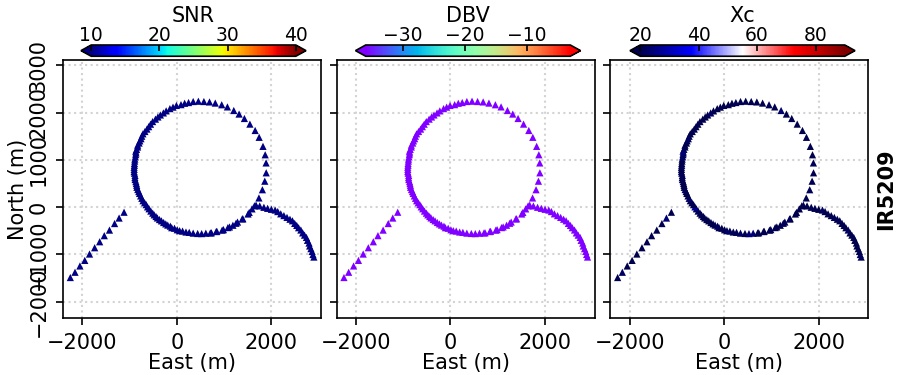 SNR
DBV
Xc
10 20 30 40
−30 −20 −10
20 40 60 80
North (m)
3000
2000
1000
0
−1000
−2000
−2000 0 2000
−2000 0 2000
−2000 0 2000
East (m)
East (m)
East (m)
IR5209